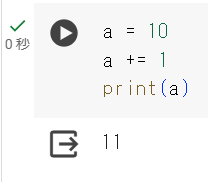 a = 10
a += 1
print(a)
0 秒
11